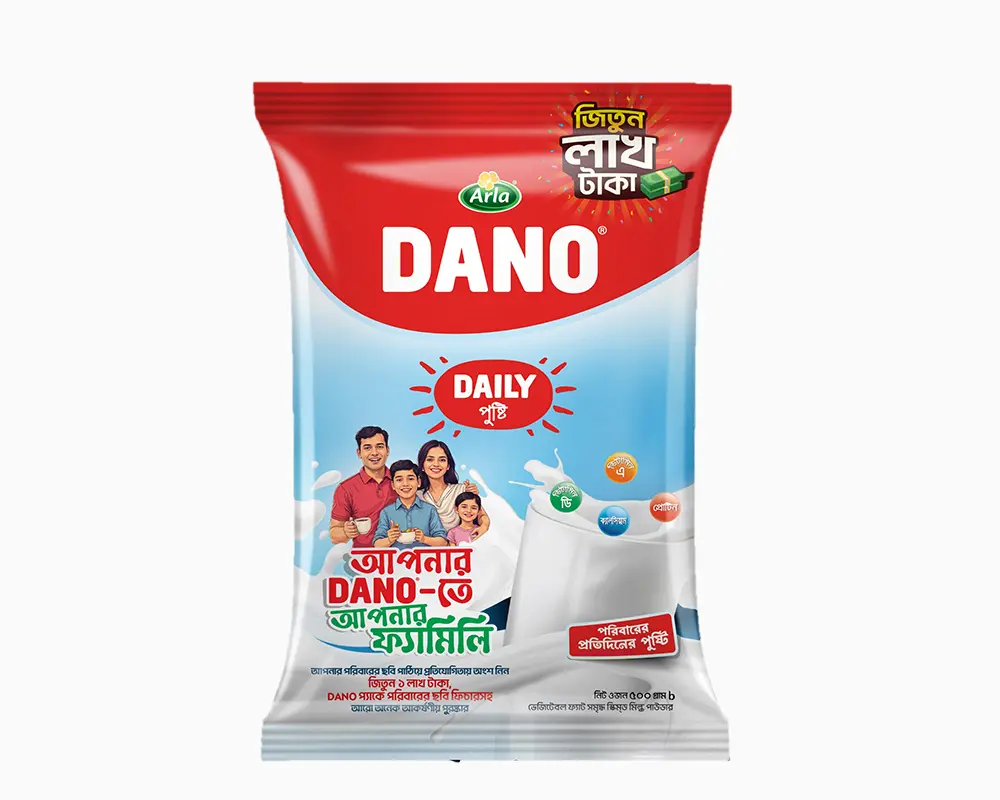 জিতুন
লাখ
টাকা
Arla®
DANO®
DAILY
পুষ্টি
ভিটামিন
এ
ভিটামিন
ডি
ক্যালসিয়াম
প্রোটিন
আপনার
DANO®-তে
আপনার
ফ্যামিলি
পরিবারের
প্রতিদিনের পুষ্টি
আপনার পরিবারের ছবি পাঠিয়ে প্রতিযোগিতায় অংশ নিন
জিতুন ১ লাখ টাকা,
DANO প্যাকে পরিবারের ছবি ফিচারসহ
আরো অনেক আকর্ষণীয় পুরস্কার
নিট ওজন ৫০০ গ্রাম
ভেজিটেবল ফ্যাট সমৃদ্ধ স্কিমড মিল্ক পাউডার